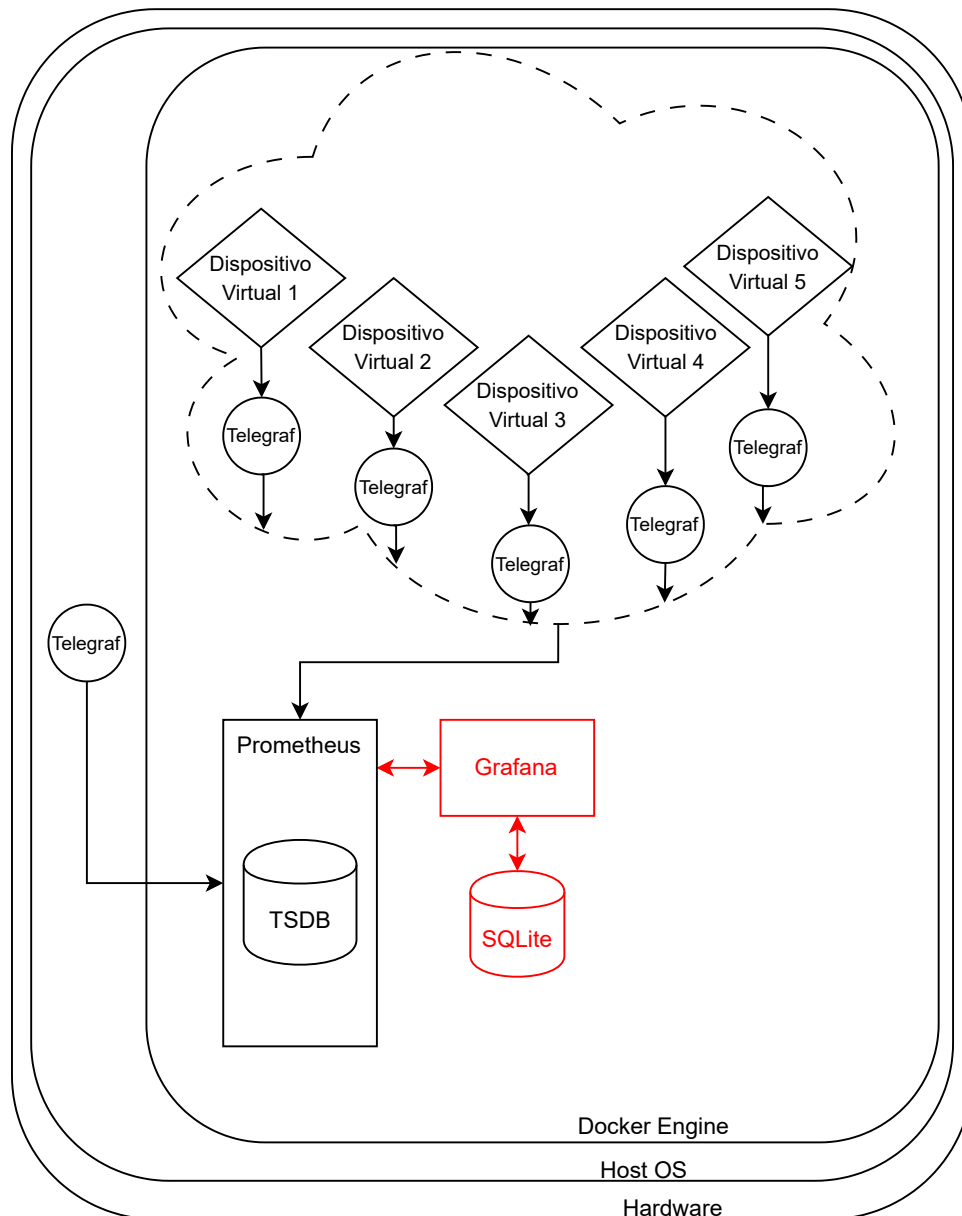 Dispositivo
Virtual 1
Dispositivo
Virtual 2
Dispositivo
Virtual 3
Dispositivo
Virtual 4
Dispositivo
Virtual 5
Telegraf
Telegraf
Telegraf
Telegraf
Telegraf
Telegraf
Prometheus
TSDB
Grafana
SQLite
Docker Engine
Host OS
Hardware